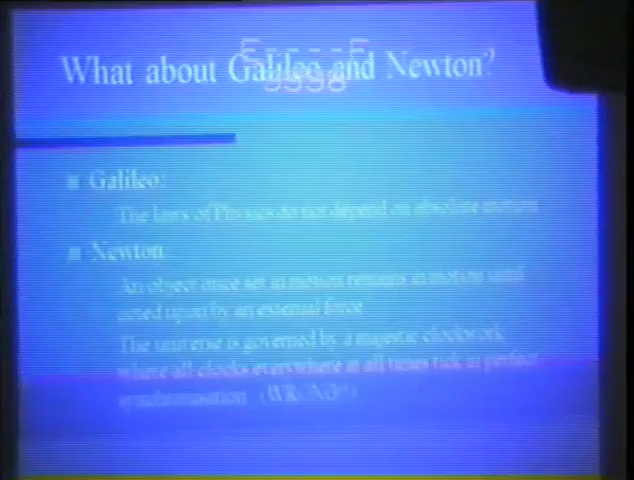 What about Galileo and Newton?
Galileo:
The laws of Physics do not depend on absolute motion
Newton:
An object once set in motion remains in motion until
acted upon by an external force
The universe is governed by a majestic clockwork
where all clocks everywhere at all times tick in perfect
synchronisation (WRONG!)